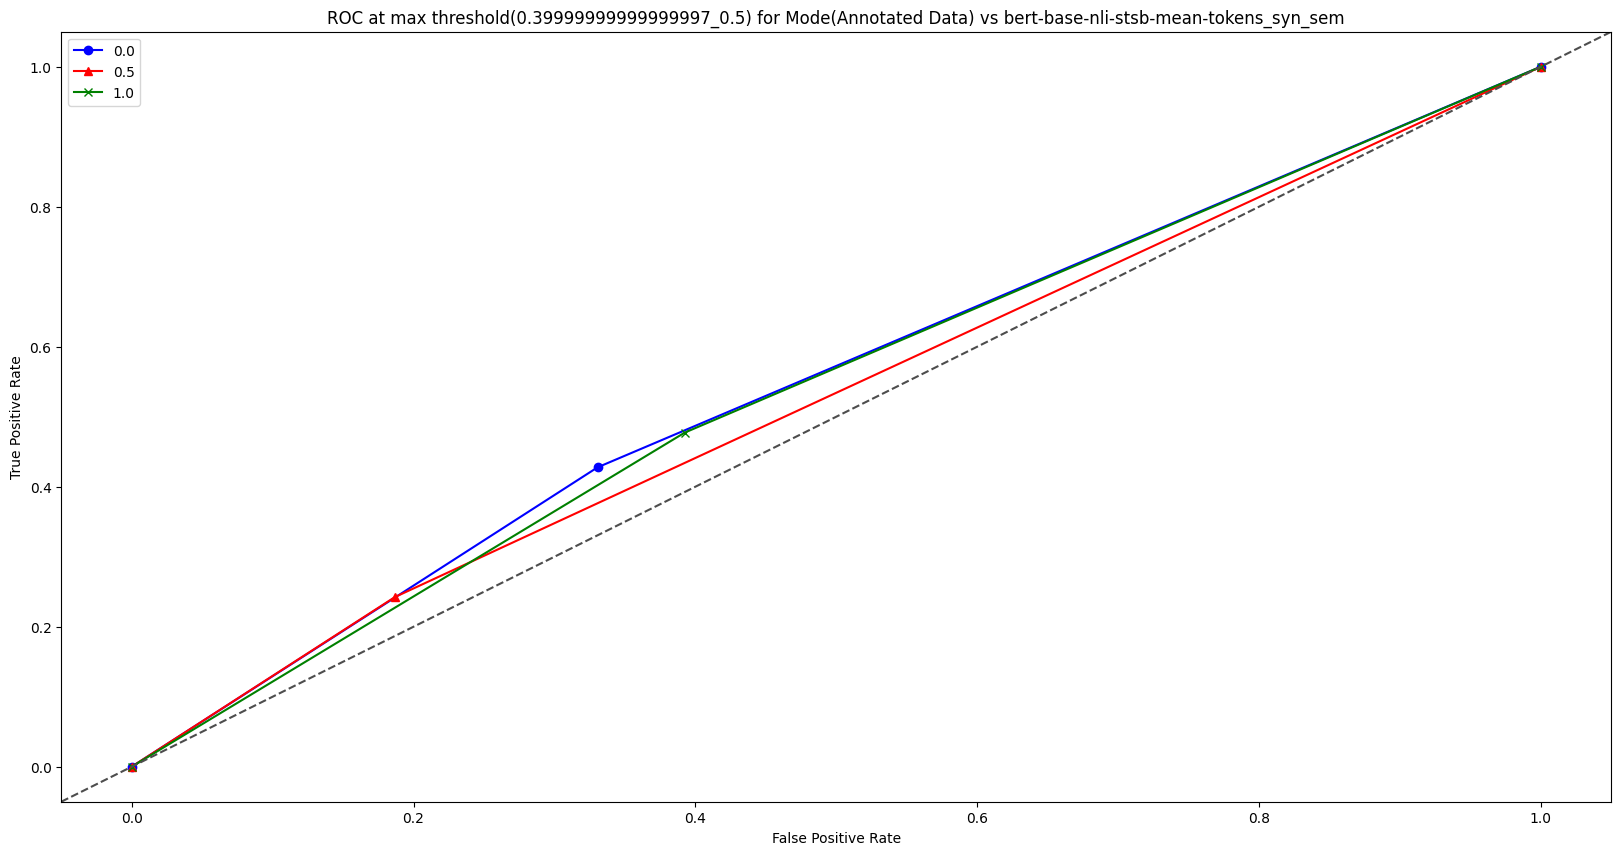 ROC at max threshold(0.39999999999999997_0.5) for Mode(Annotated Data) vs bert-base-nli-stsb-mean-tokens_syn_sem
0.0
0.5
1.0
True Positive Rate
1.0
0.8
0.6
0.4
0.2
0.0
0.0 0.2 0.4 0.6 0.8 1.0
False Positive Rate